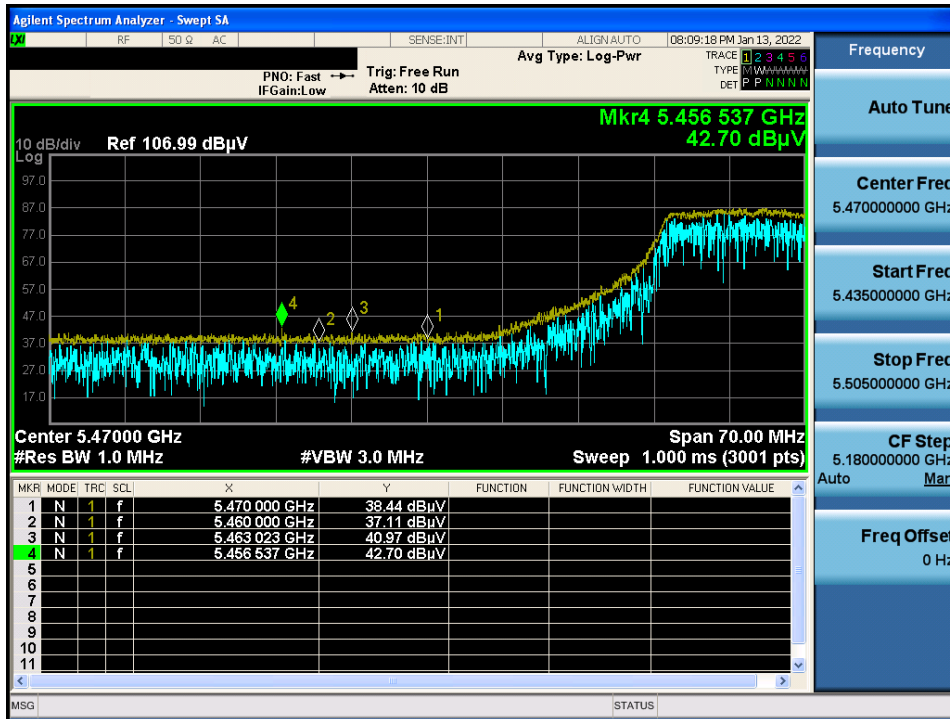 Agilent Spectrum Analyzer - Swept SA
LXI RF 50 Ω AC SENSE:INT ALIGN AUTO 08:09:18 PM Jan 13, 2022
Avg Type: Log-Pwr TRACE 1 2 3 4 5 6
PNO: Fast Trig: Free Run TYPE M W W W W W
IFGain:Low Atten: 10 dB DET P P N N N N
Mkr4 5.456 537 GHz
42.70 dBµV
10 dB/div Ref 106.99 dBµV
Log
97.0
87.0
77.0
67.0
57.0
47.0
37.0
27.0
17.0
4
2
3
1
Center 5.47000 GHz Span 70.00 MHz
#Res BW 1.0 MHz #VBW 3.0 MHz Sweep 1.000 ms (3001 pts)
MKR MODE TRC SCL X Y FUNCTION FUNCTION WIDTH FUNCTION VALUE
1 N 1 f 5.470 000 GHz 38.44 dBµV
2 N 1 f 5.460 000 GHz 37.11 dBµV
3 N 1 f 5.463 023 GHz 40.97 dBµV
4 N 1 f 5.456 537 GHz 42.70 dBµV
5
6
7
8
9
10
11
MSG STATUS
Frequency
Auto Tune
Center Freq
5.470000000 GHz
Start Freq
5.435000000 GHz
Stop Freq
5.505000000 GHz
CF Step
5.180000000 GHz
Auto Man
Freq Offset
0 Hz